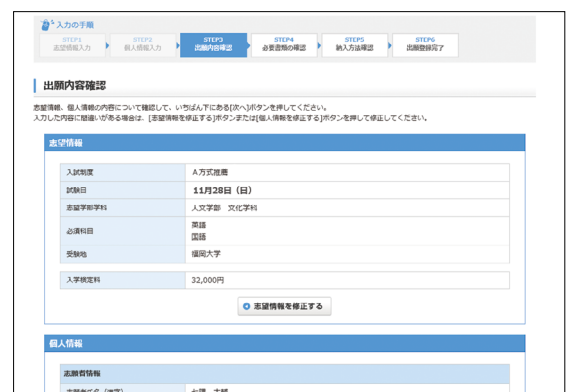 入力の手順
STEP1
志望情報入力
STEP2
個人情報入力
STEP3
出願内容確認
STEP4
必要書類の確認
STEP5
納入方法確認
STEP6
出願登録完了
出願内容確認
志望情報、個人情報の内容について確認して、いちばん下にある[次へ]ボタンを押してください。
入力した内容に間違いがある場合は、[志望情報を修正する]ボタンまたは[個人情報を修正する]ボタンを押して修正してください。
志望情報
入試制度 A方式推薦
試験日 11月28日（日）
志望学部学科 人文学部 文化学科
必須科目 英語
国語
受験地 福岡大学
入学検定料 32,000円
志望情報を修正する
個人情報
志願者情報